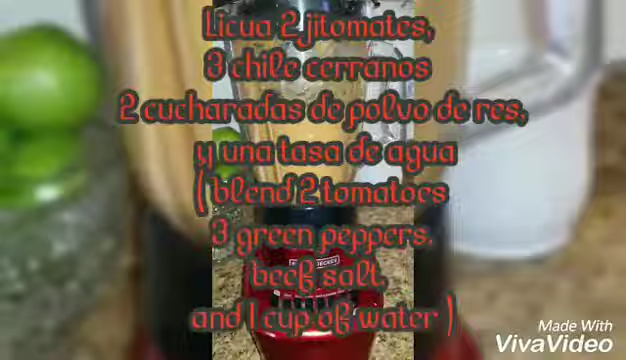 Licua 2 jitomates,
3 chile cerranos
2 cucharadas de polvo de res,
y una tasa de agua
( blend 2 tomatoes
3 green peppers,
beef salt,
and 1 cup of water )
Made With
VivaVideo